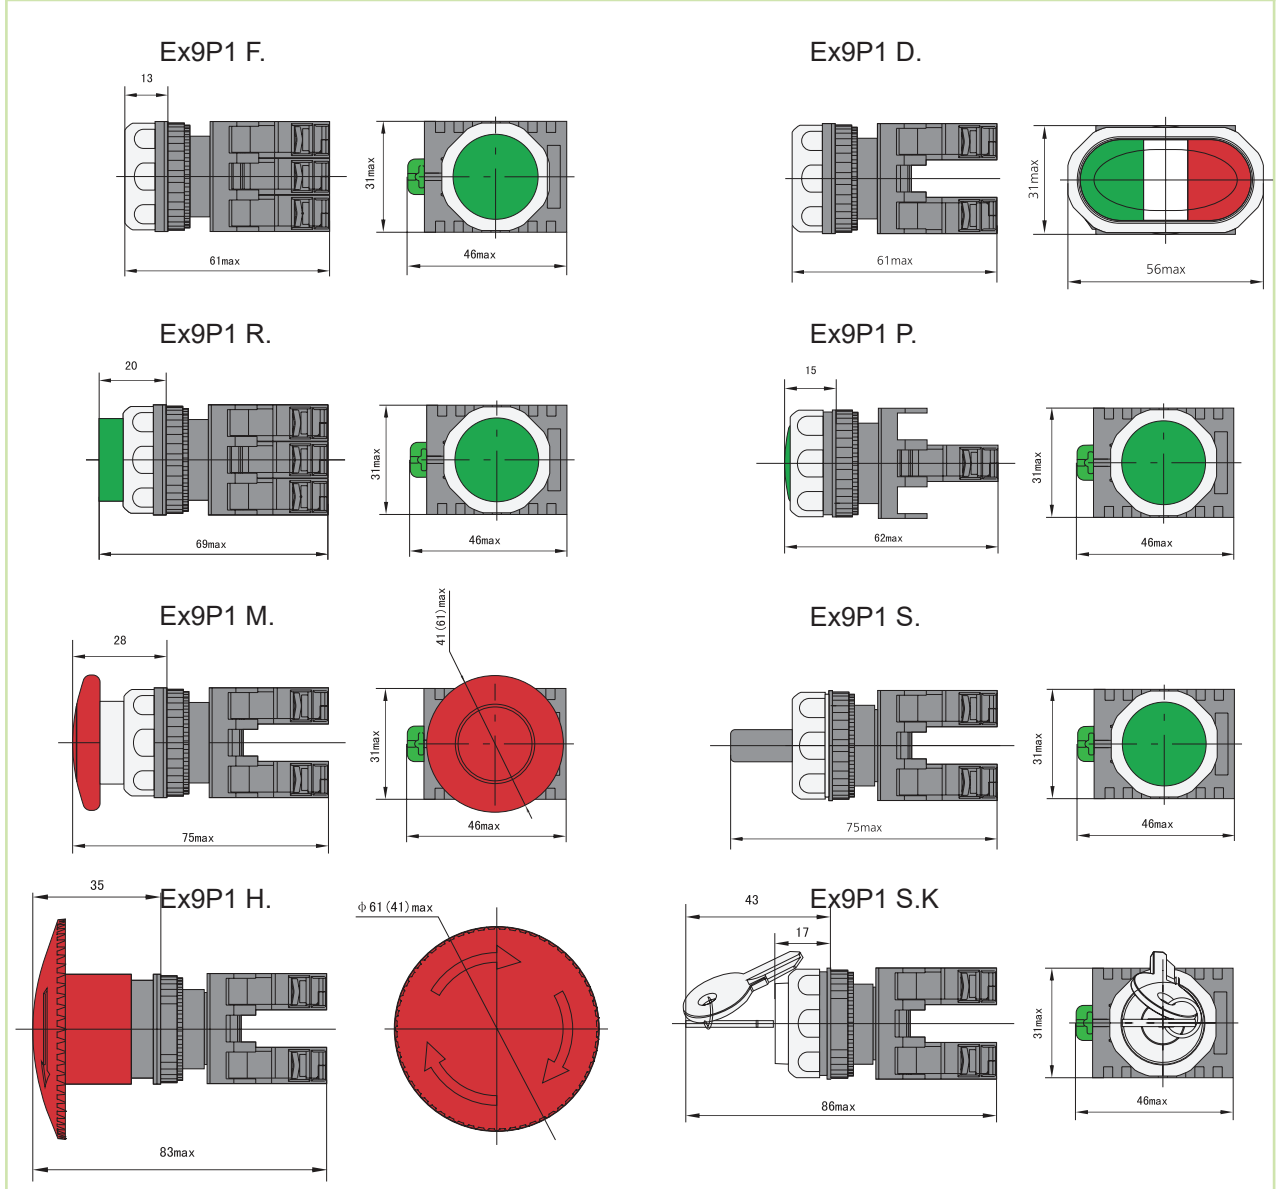 Ex9P1 F.
13
31max
61max
46max
Ex9P1 D.
31max
61max
56max
Ex9P1 R.
20
31max
69max
46max
Ex9P1 P.
15
31max
62max
46max
Ex9P1 M.
28
41(61)max
31max
75max
46max
Ex9P1 S.
31max
75max
46max
Ex9P1 H.
35
ϕ61(41)max
83max
Ex9P1 S.K
43
17
31max
86max
46max